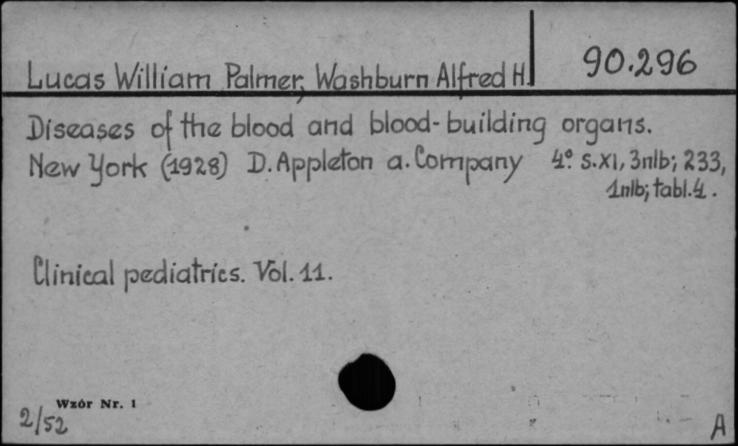 Lucas William Palmer, Washburn Alfred H. 90.296
Diseases of the blood and blood-building organs.
New York (1928) D. Appleton a. Company 4° s. XI, 3nlb; 233,
1nlb; tabl. 4.
Clinical pediatrics. Vol. 11.
Wzór Nr. 1
2/52
A